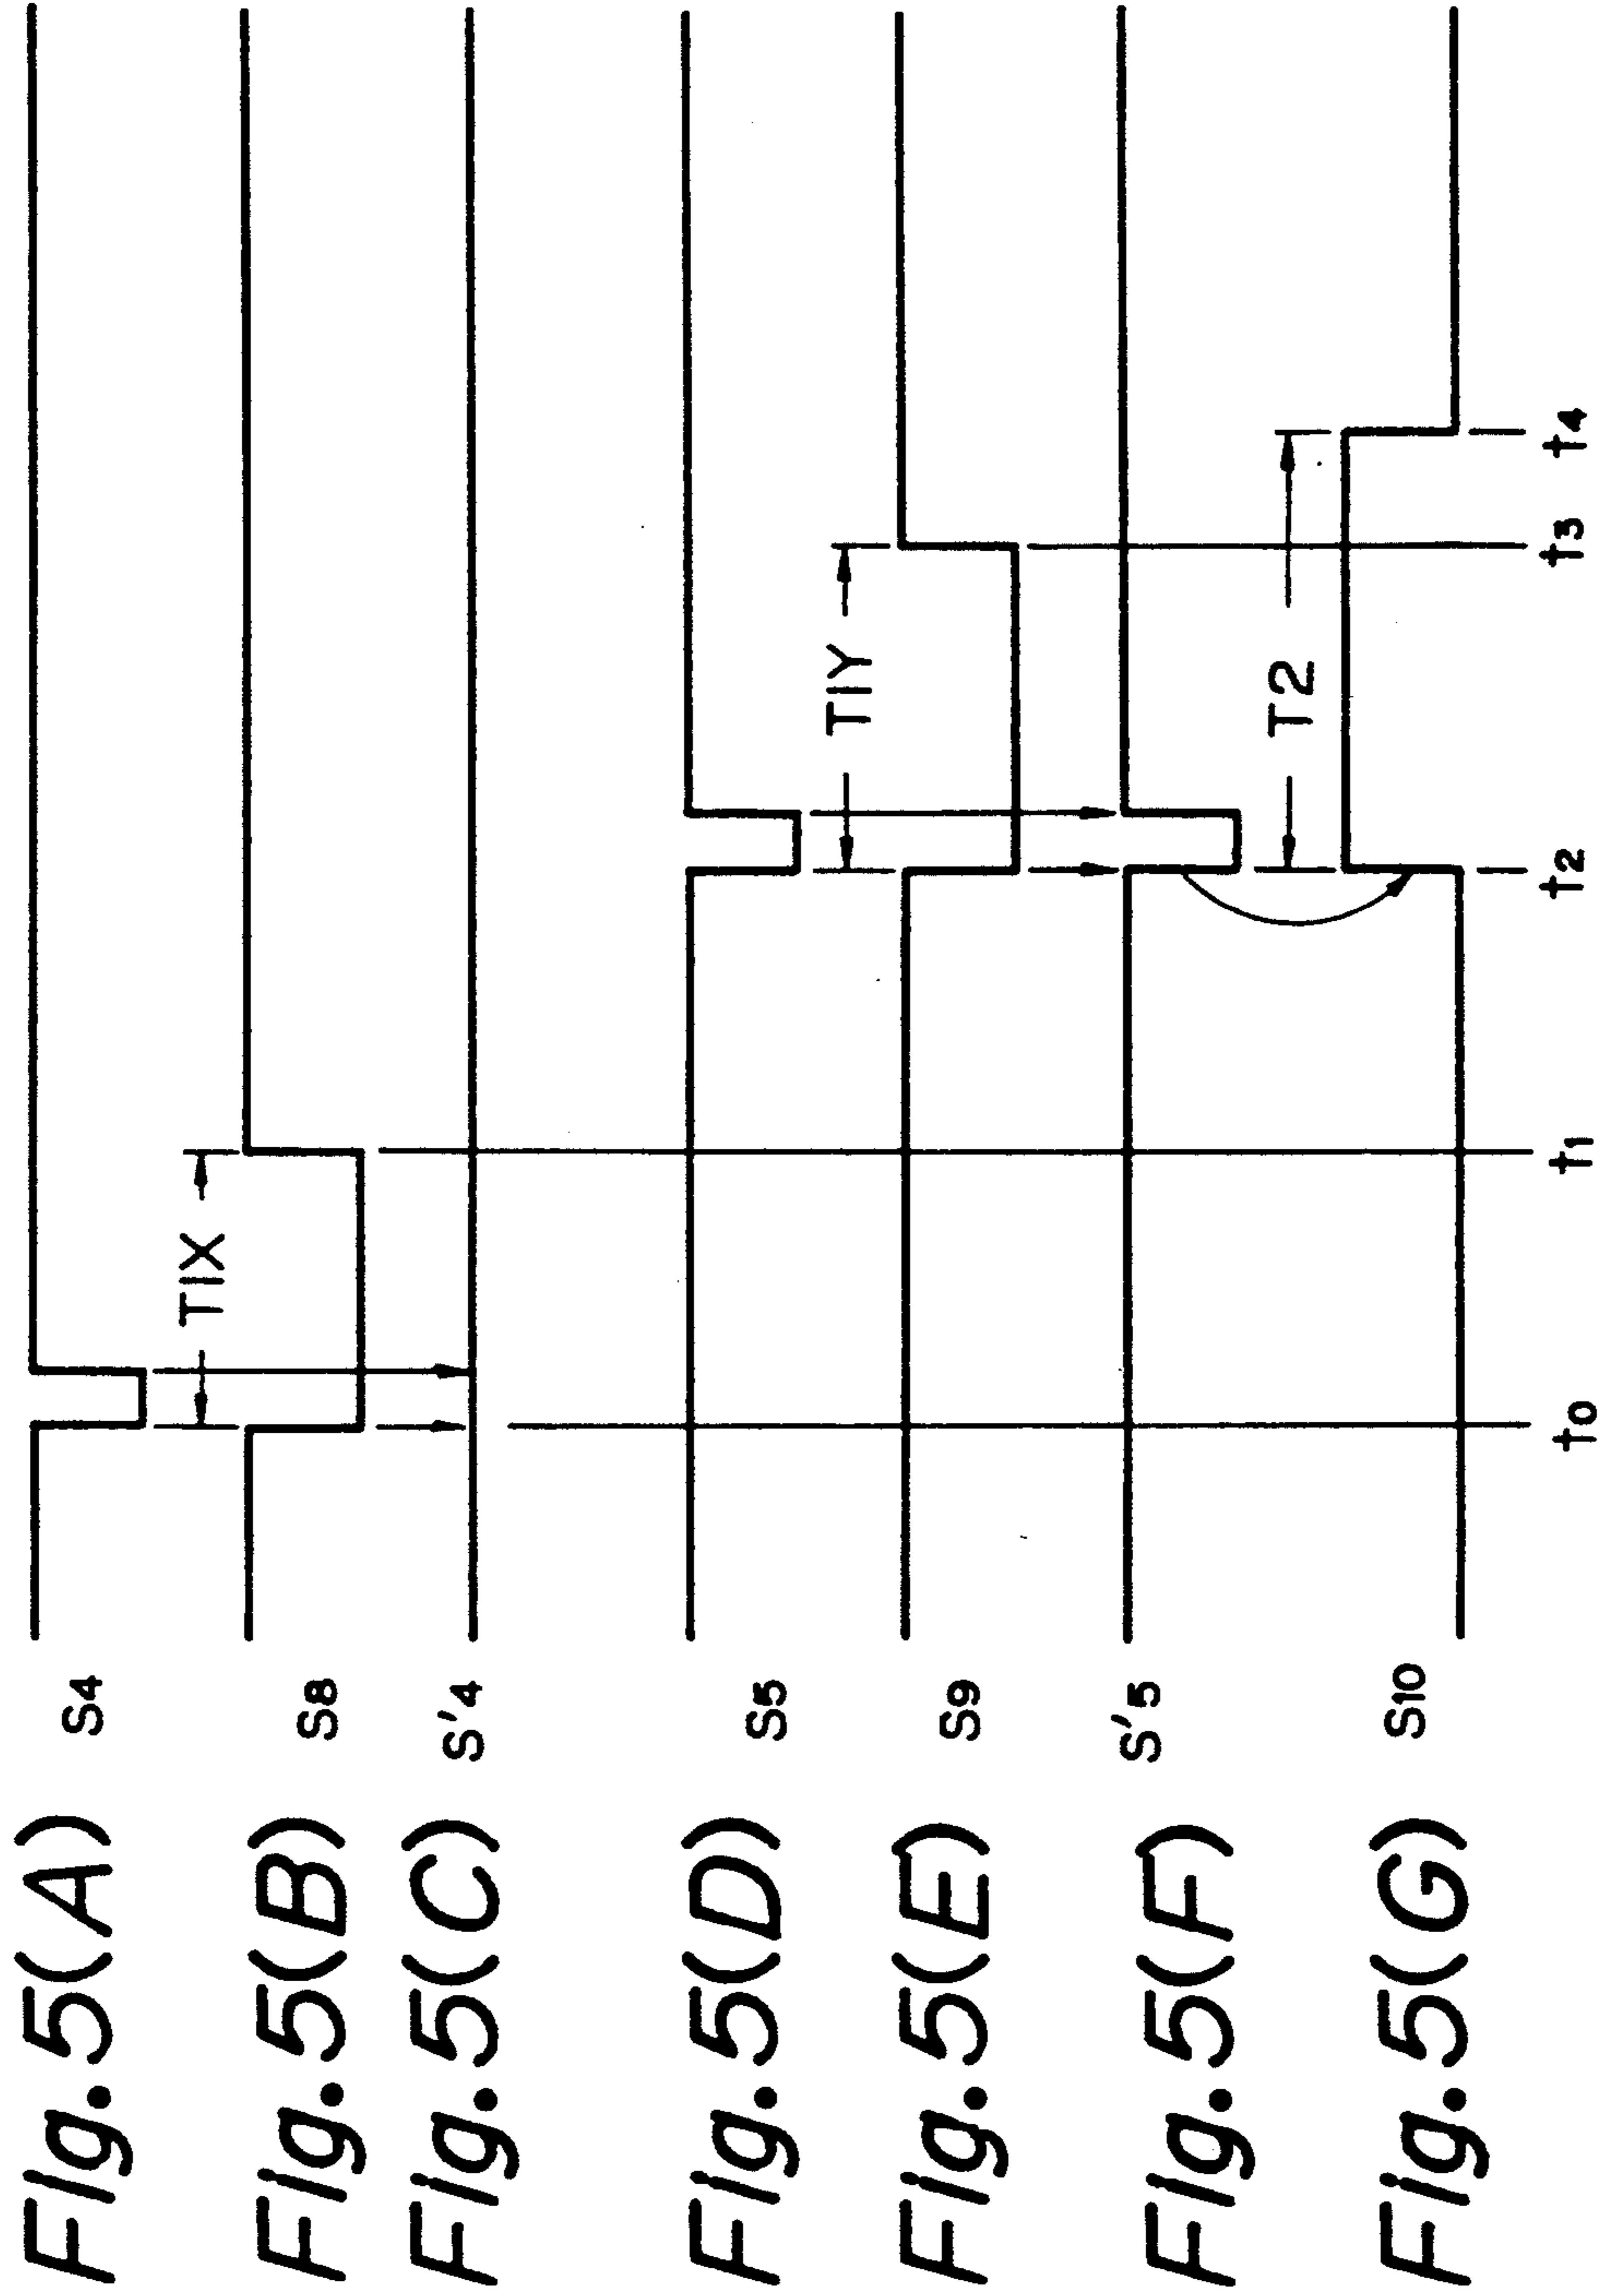 Fig.5(A) S4
T1X
Fig.5(B) S8
Fig.5(C) S'4
Fig.5(D) S5
T1Y
Fig.5(E) S9
Fig.5(F) S'5
T2
Fig.5(G) S10
t0 t1 t2 t3 t4